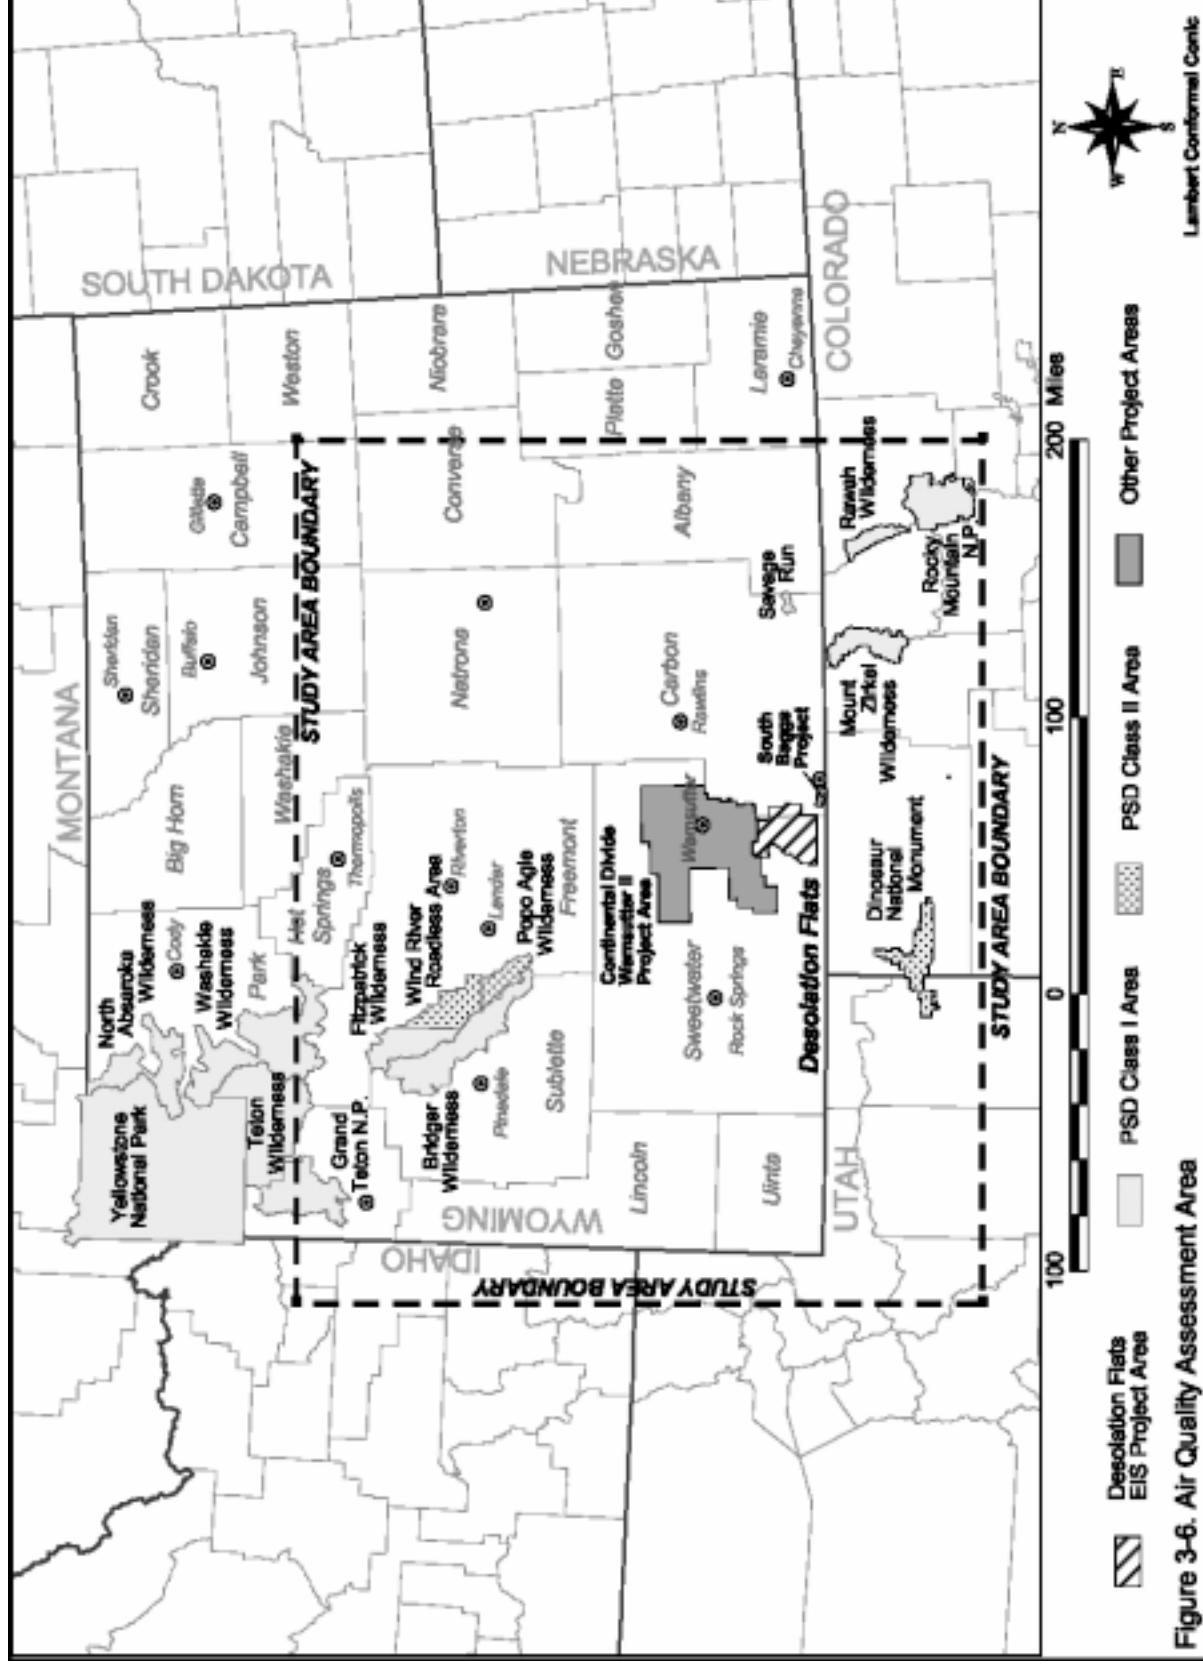 MONTANA
SOUTH DAKOTA
NEBRASKA
COLORADO
UTAH
IDAHO
WYOMING
Yellowstone
National Park
North
Absaroka
Wilderness
Cody
Washakie
Wilderness
Park
Teton
Wilderness
Grand
Teton N.P.
Big Horn
Sheridan
Sheridan
Buffalo
Johnson
Gillette
Campbell
Crook
Weston
Washakie
Hot
Springs
Thermopolis
STUDY AREA BOUNDARY
Fitzpatrick
Wilderness
Wind River
Roadless Area
Riverton
Lander
Popo Agie
Wilderness
Freemont
Bridger
Wilderness
Pinedale
Sublette
Natrona
Converse
Niobrara
Platte
Goshen
Laramie
Cheyenne
Albany
Carbon
Rawlins
Savage
Run
Continental Divide
Wamsutter II
Project Area
Wamsutter
South
Baggs
Project
Sweetwater
Rock Springs
Desolation Flats
Lincoln
Uinta
STUDY AREA BOUNDARY
Dinosaur
National
Monument
Mount
Zirkel
Wilderness
Rawah
Wilderness
Rocky
Mountain
N.P.
STUDY AREA BOUNDARY
100
0
100
200
Miles
N
W
E
S
Lambert Conformal Conic
Desolation Flats
EIS Project Area
PSD Class I Area
PSD Class II Area
Other Project Areas
Figure 3-6. Air Quality Assessment Area